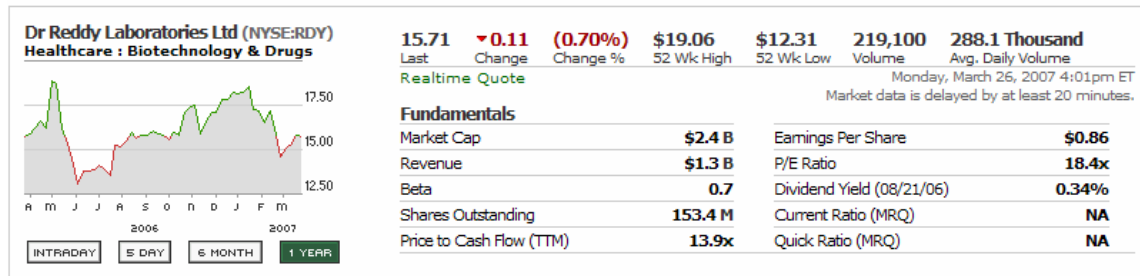 Dr Reddy Laboratories Ltd (NYSE:RDY)
Healthcare : Biotechnology & Drugs
17.50
15.00
12.50
A m J J A S O N D J F m
2006 2007
INTRADAY 5 DAY 6 MONTH 1 YEAR
15.71 ▼0.11 (0.70%) $19.06 $12.31 219,100 288.1 Thousand
Last Change Change % 52 Wk High 52 Wk Low Volume Avg. Daily Volume
Realtime Quote Monday, March 26, 2007 4:01pm ET
Market data is delayed by at least 20 minutes.
Fundamentals
Market Cap $2.4 B Earnings Per Share $0.86
Revenue $1.3 B P/E Ratio 18.4x
Beta 0.7 Dividend Yield (08/21/06) 0.34%
Shares Outstanding 153.4 M Current Ratio (MRQ) NA
Price to Cash Flow (TTM) 13.9x Quick Ratio (MRQ) NA